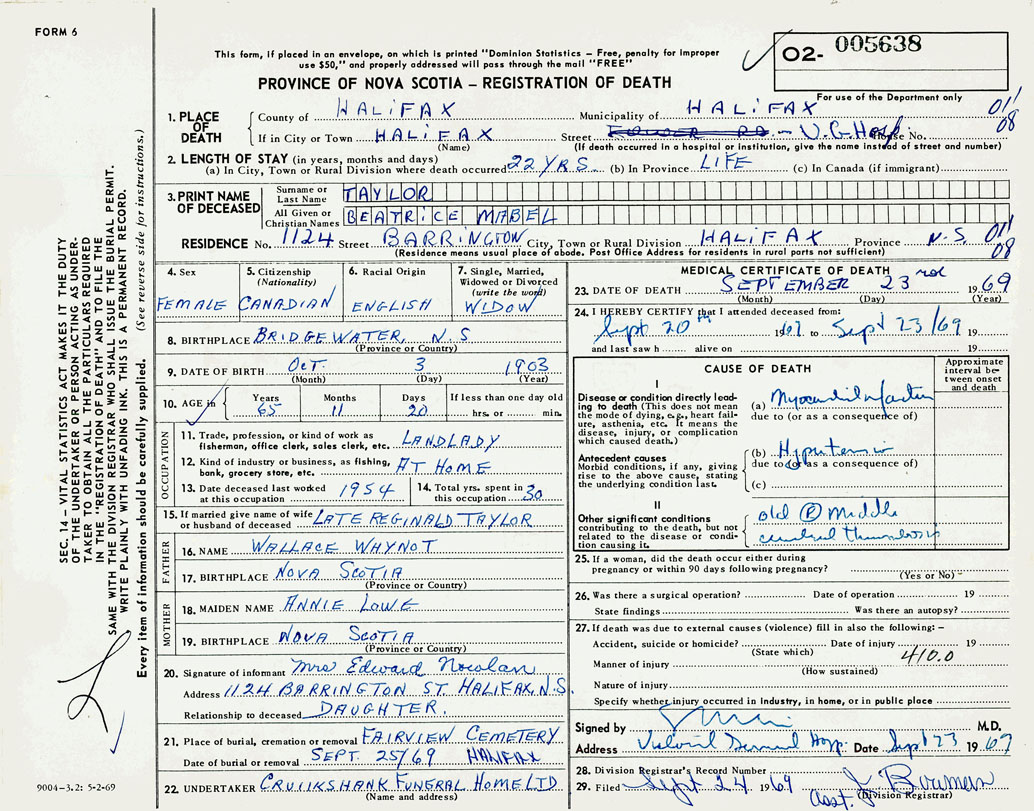 FORM 6
O2- 005638
This form, if placed in an envelope, on which is printed "Dominion Statistics – Free, penalty for improper
use $50," and properly addressed will pass through the mail "FREE"
PROVINCE OF NOVA SCOTIA – REGISTRATION OF DEATH
For use of the Department only
1. PLACE OF DEATH { County of HALIFAX Municipality of HALIFAX 01'
If in City or Town HALIFAX Street – V.G. Hosp. House No. 08
(Name) (If death occurred in a hospital or institution, give the name instead of street and number)
2. LENGTH OF STAY (in years, months and days)
(a) In City, Town or Rural Division where death occurred 22 YRS (b) In Province LIFE (c) In Canada (if immigrant)
3. PRINT NAME OF DECEASED { Surname or Last Name TAYLOR
All Given or Christian Names BEATRICE MABEL
RESIDENCE No. 1124 Street BARRINGTON City, Town or Rural Division HALIFAX Province N.S. 01'
(Residence means usual place of abode. Post Office Address for residents in rural parts not sufficient) 08
4. Sex
FEMALE
5. Citizenship
(Nationality)
CANADIAN
6. Racial Origin
ENGLISH
7. Single, Married,
Widowed or Divorced
(write the word)
WIDOW
8. BIRTHPLACE BRIDGEWATER, N.S
(Province or Country)
9. DATE OF BIRTH OCT. 3 1903
(Month) (Day) (Year)
10. AGE in { Years Months Days If less than one day old
65 11 20 hrs. or min.
OCCUPATION
11. Trade, profession, or kind of work as
fisherman, office clerk, sales clerk, etc. LANDLADY
12. Kind of industry or business, as fishing,
bank, grocery store, etc. AT HOME
13. Date deceased last worked
at this occupation 1954
14. Total yrs. spent in
this occupation 30
15. If married give name of wife
or husband of deceased LATE REGINALD TAYLOR
FATHER
16. NAME WALLACE WHYNOT
17. BIRTHPLACE NOVA SCOTIA
(Province or Country)
MOTHER
18. MAIDEN NAME ANNIE LOWE
19. BIRTHPLACE NOVA SCOTIA
(Province or Country)
20. Signature of informant Mrs Edward
Address 1124 BARRINGTON ST. HALIFAX, N.S.
Relationship to deceased DAUGHTER.
21. Place of burial, cremation or removal FAIRVIEW CEMETERY
Date of burial or removal SEPT. 25/69 HALIFAX
22. UNDERTAKER CRUIKSHANK FUNERAL HOME LTD
(Name and address)
MEDICAL CERTIFICATE OF DEATH
23. DATE OF DEATH SEPTEMBER 23 rd 1969
(Month) (Day) (Year)
24. I HEREBY CERTIFY that I attended deceased from:
Sept 20th 1969 to Sept 23/69 19
and last saw h alive on 19
CAUSE OF DEATH
Approximate
interval be-
tween onset
and death
I
Disease or condition directly lead-
ing to death (This does not mean
the mode of dying, e.g., heart fail-
ure, asthenia, etc. It means the
disease, injury, or complication
which caused death.)
(a) Myocardial infarction
due to (or as a consequence of)
Antecedent causes
Morbid conditions, if any, giving
rise to the above cause, stating
the underlying condition last.
(b) Hypertension
due to (or as a consequence of)
(c)
II
Other significant conditions
contributing to the death, but not
related to the disease or condi-
tion causing it.
old (R) middle
cerebral thrombosis
25. If a woman, did the death occur either during
pregnancy or within 90 days following pregnancy?
(Yes or No)
26. Was there a surgical operation? Date of operation 19
State findings Was there an autopsy?
27. If death was due to external causes (violence) fill in also the following: –
Accident, suicide or homicide? Date of injury 19
(State which) 410.0
Manner of injury
(How sustained)
Nature of injury
Specify whether injury occurred in industry, in home, or in public place
Signed by M.D.
Address Victoria General Hosp. Date Sept 23 1969
28. Division Registrar's Record Number
29. Filed Sept 24 1969 Asst J. Bowman
(Division Registrar)
SEC. 14 – VITAL STATISTICS ACT MAKES IT THE DUTY
OF THE UNDERTAKER OR PERSON ACTING AS UNDER-
TAKER TO OBTAIN ALL THE PARTICULARS REQUIRED
IN THE "REGISTRATION OF DEATH" AND TO FILE THE
SAME WITH THE DIVISION REGISTRAR WHO SHALL ISSUE THE BURIAL PERMIT.
WRITE PLAINLY WITH UNFADING INK. THIS IS A PERMANENT RECORD.
Every item of information should be carefully supplied. (See reverse side for instructions.)
9004-3.2: 5-2-69